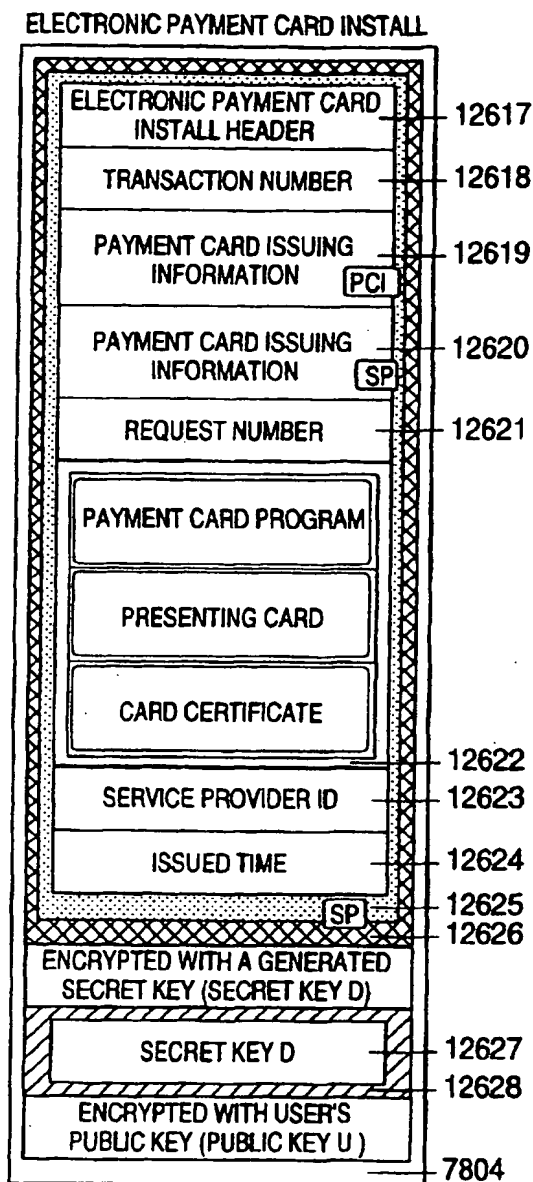 ELECTRONIC PAYMENT CARD INSTALL
ELECTRONIC PAYMENT CARD
INSTALL HEADER
12617
TRANSACTION NUMBER
12618
PAYMENT CARD ISSUING
INFORMATION
PCI
12619
PAYMENT CARD ISSUING
INFORMATION
SP
12620
REQUEST NUMBER
12621
PAYMENT CARD PROGRAM
PRESENTING CARD
CARD CERTIFICATE
12622
SERVICE PROVIDER ID
12623
ISSUED TIME
12624
SP
12625
12626
ENCRYPTED WITH A GENERATED
SECRET KEY (SECRET KEY D)
SECRET KEY D
12627
12628
ENCRYPTED WITH USER'S
PUBLIC KEY (PUBLIC KEY U )
7804